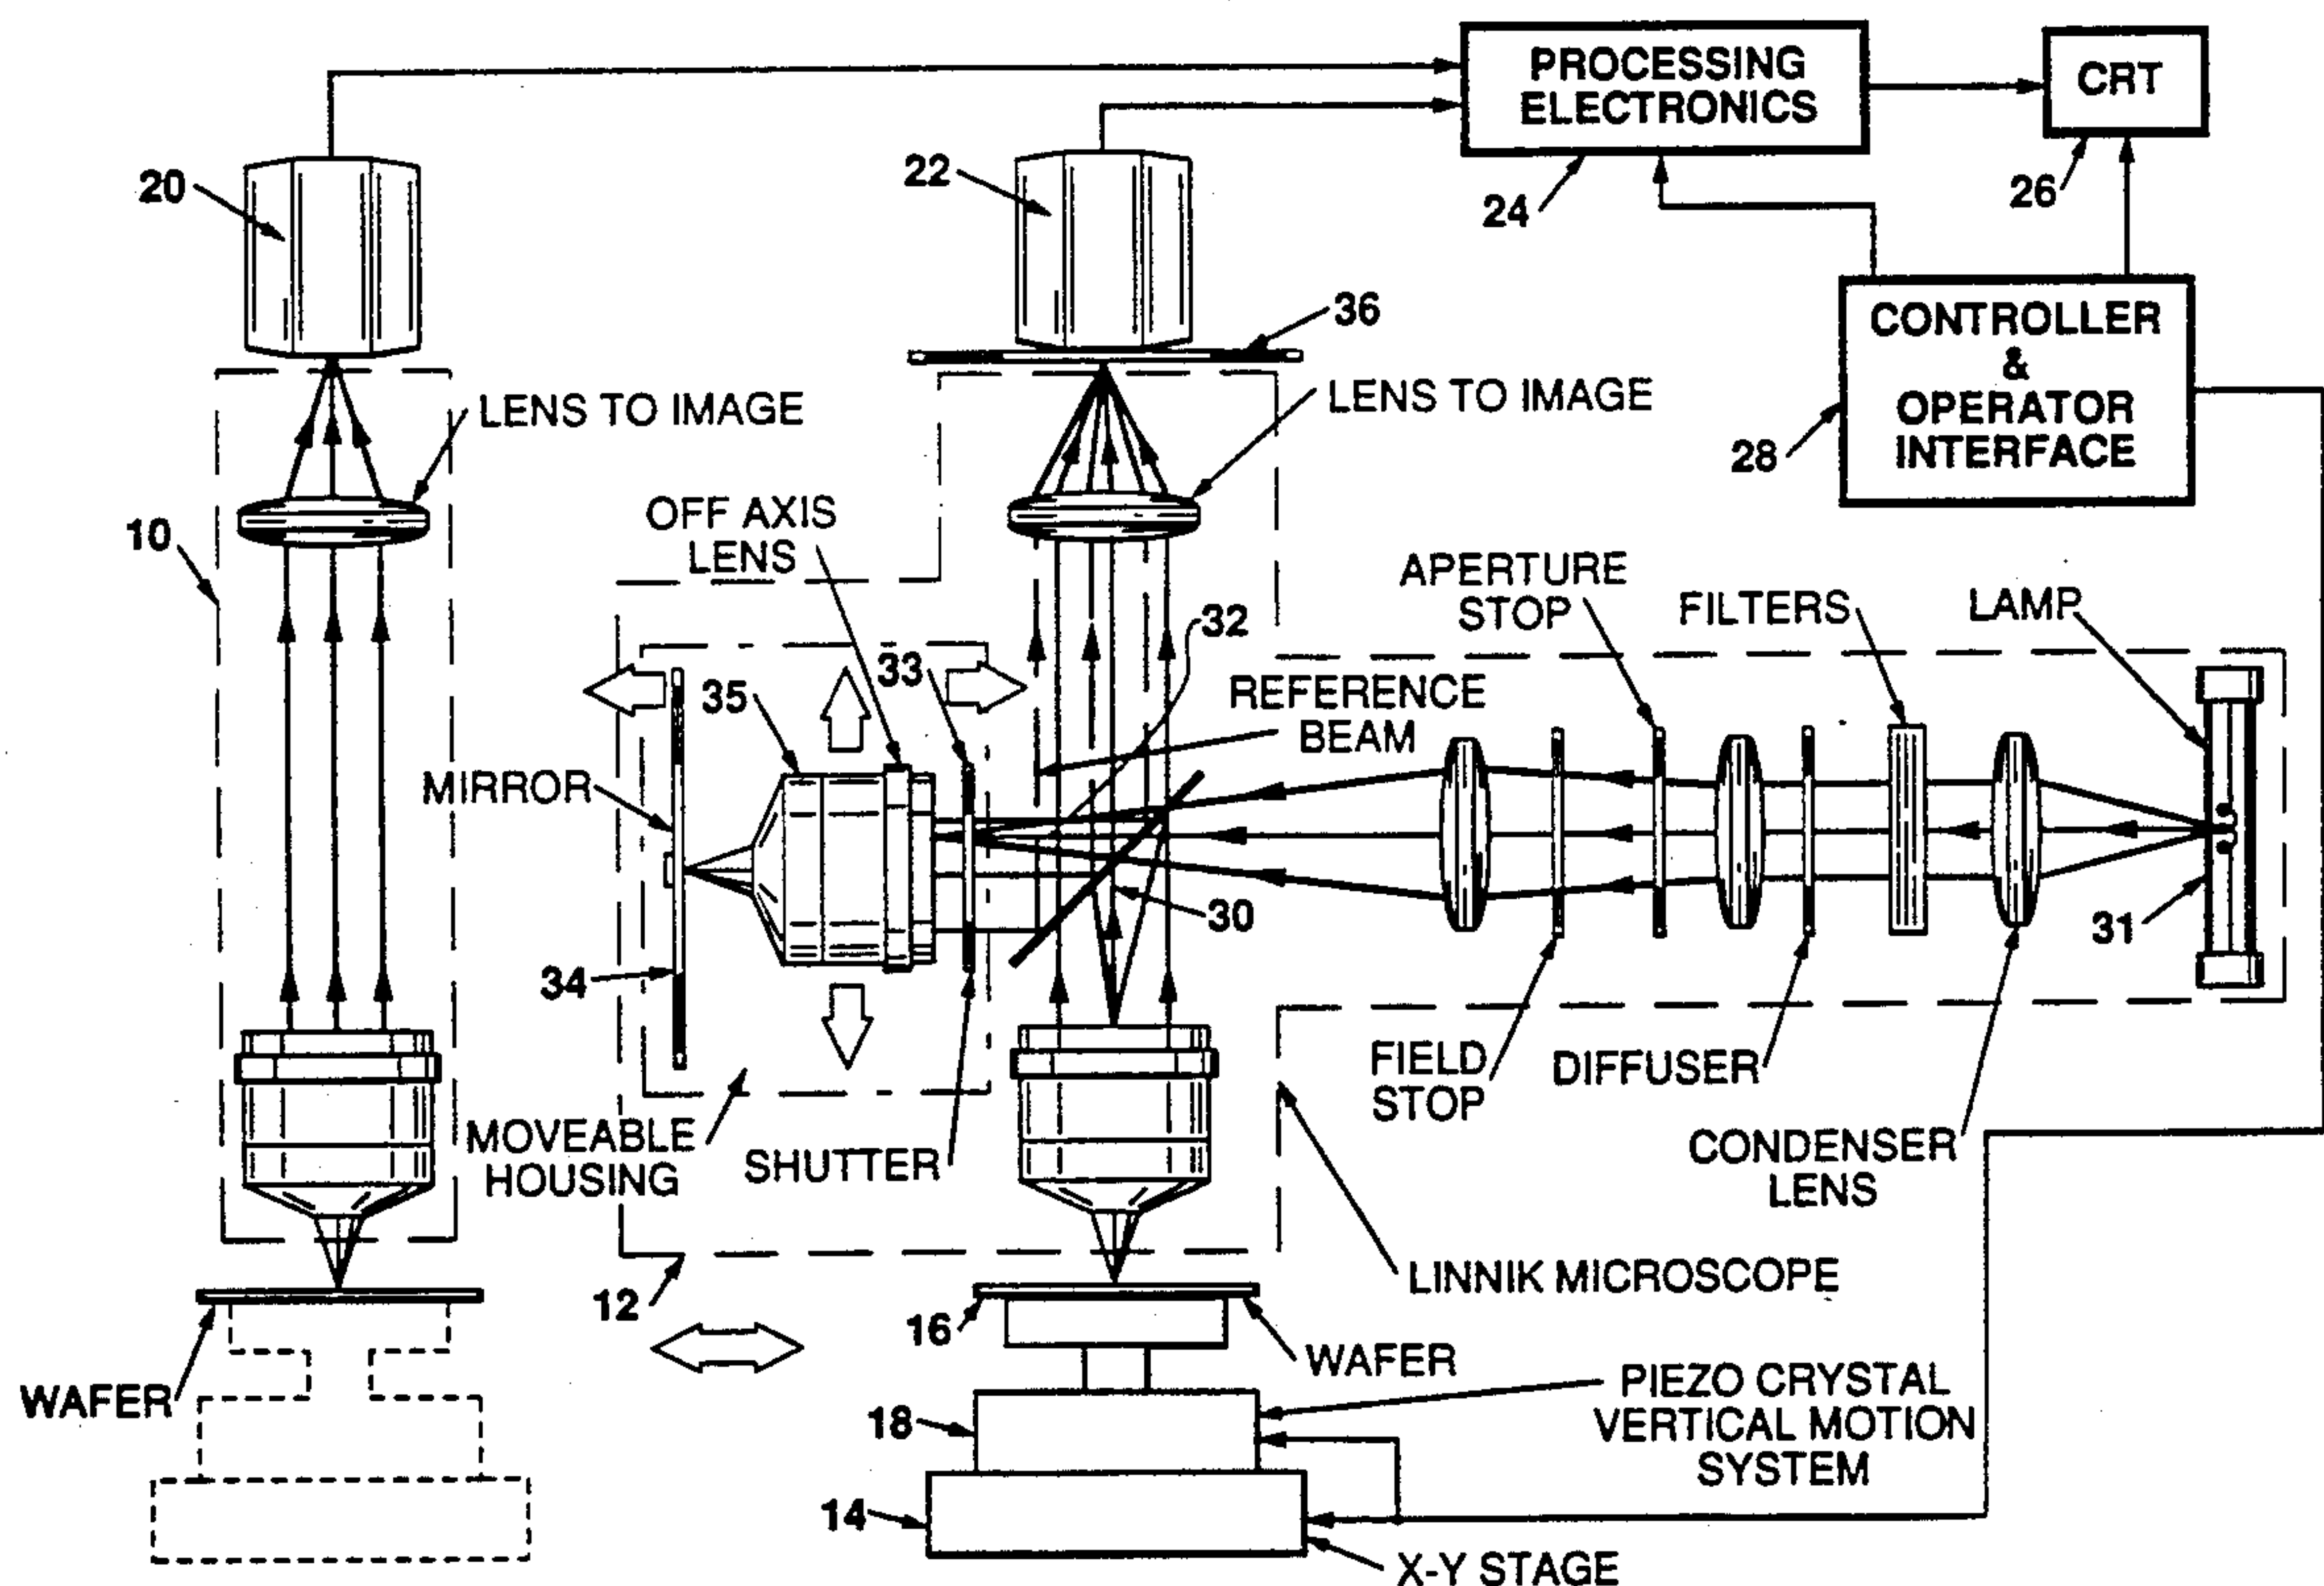 PROCESSING
ELECTRONICS
CRT
20
22
24
26
36
CONTROLLER
&
OPERATOR
INTERFACE
28
LENS TO IMAGE
LENS TO IMAGE
10
OFF AXIS
LENS
APERTURE
STOP
FILTERS
LAMP
32
33
35
REFERENCE
BEAM
MIRROR
30
31
34
FIELD
STOP
DIFFUSER
CONDENSER
LENS
MOVEABLE
HOUSING
SHUTTER
12
LINNIK MICROSCOPE
16
WAFER
WAFER
PIEZO CRYSTAL
VERTICAL MOTION
SYSTEM
18
14
X-Y STAGE